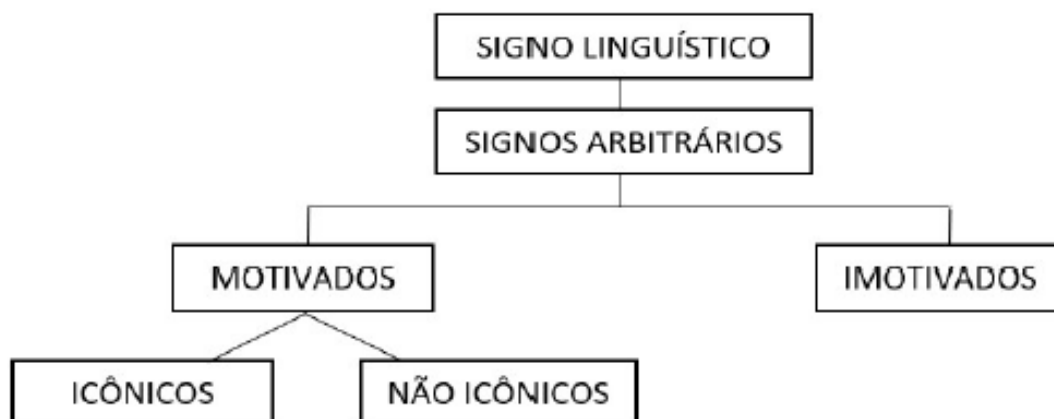 SIGNO LINGUÍSTICO
SIGNOS ARBITRÁRIOS
MOTIVADOS
IMOTIVADOS
ICÔNICOS
NÃO ICÔNICOS